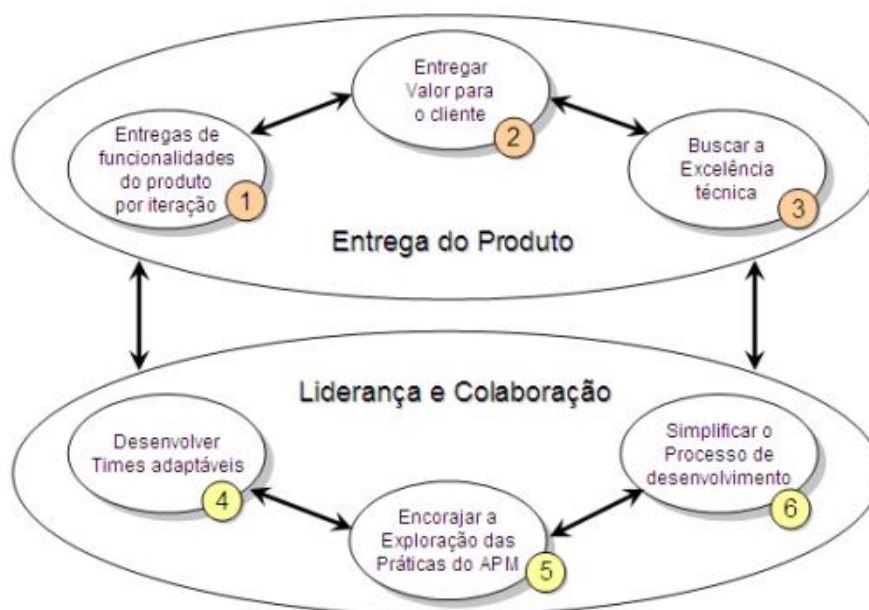 Entregar
Valor para
o cliente
2
Entregas de
funcionalidades
do produto
por iteração
1
Buscar a
Excelência
técnica
3
Entrega do Produto
Liderança e Colaboração
Desenvolver
Times adaptáveis
4
Encorajar a
Exploração das
Práticas do APM
5
Simplificar o
Processo de
desenvolvimento
6